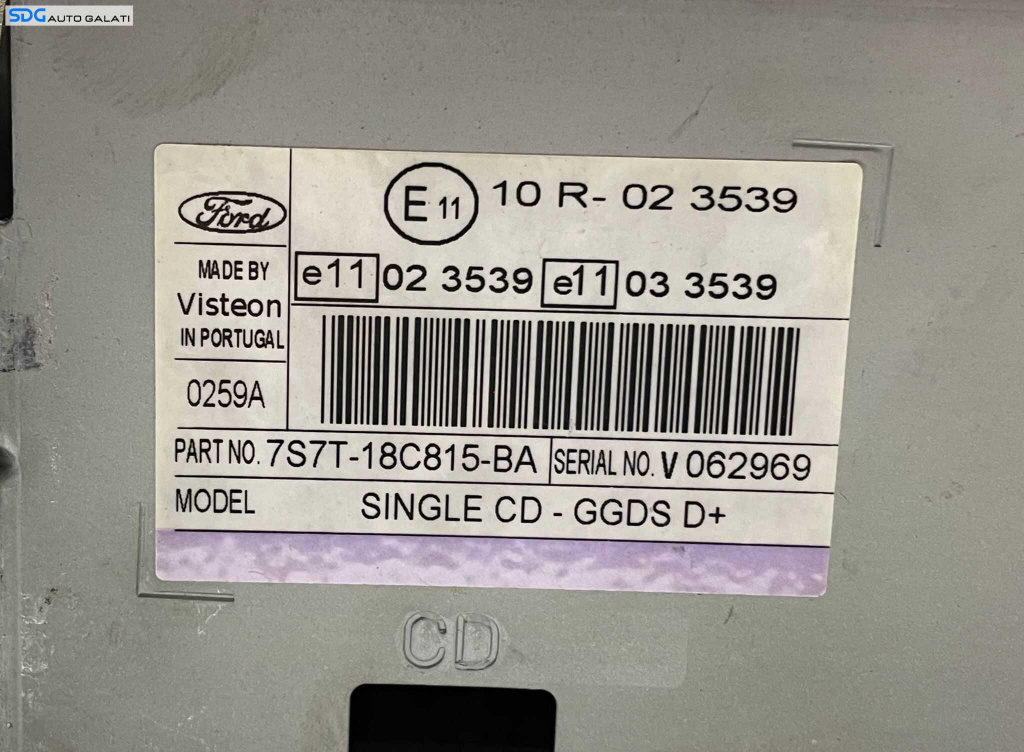 SDG AUTO GALATI
Ford
MADE BY
Visteon
IN PORTUGAL
0259A
E 11 10 R- 02 3539
e11 02 3539 e11 03 3539
PART NO. 7S7T-18C815-BA SERIAL NO. V 062969
MODEL SINGLE CD - GGDS D+
CD